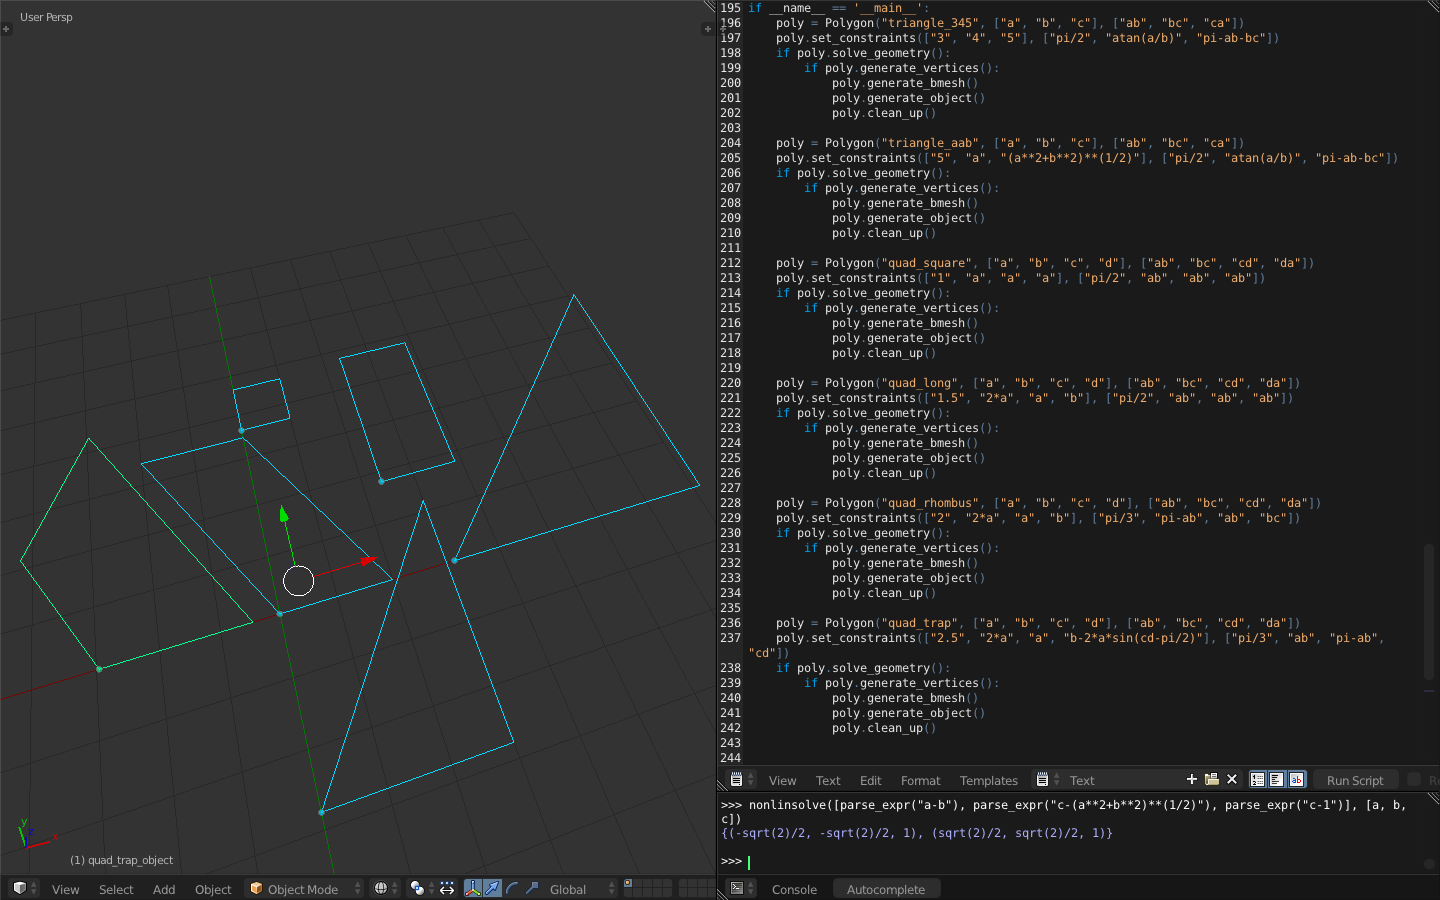 User Persp
y
z
x
(1) quad_trap_object
View Select Add Object Object Mode Global
195 if __name__ == '__main__':
196     poly = Polygon("triangle_345", ["a", "b", "c"], ["ab", "bc", "ca"])
197     poly.set_constraints(["3", "4", "5"], ["pi/2", "atan(a/b)", "pi-ab-bc"])
198     if poly.solve_geometry():
199         if poly.generate_vertices():
200             poly.generate_bmesh()
201             poly.generate_object()
202             poly.clean_up()
203
204     poly = Polygon("triangle_aab", ["a", "b", "c"], ["ab", "bc", "ca"])
205     poly.set_constraints(["5", "a", "(a**2+b**2)**(1/2)"], ["pi/2", "atan(a/b)", "pi-ab-bc"])
206     if poly.solve_geometry():
207         if poly.generate_vertices():
208             poly.generate_bmesh()
209             poly.generate_object()
210             poly.clean_up()
211
212     poly = Polygon("quad_square", ["a", "b", "c", "d"], ["ab", "bc", "cd", "da"])
213     poly.set_constraints(["1", "a", "a", "a"], ["pi/2", "ab", "ab", "ab"])
214     if poly.solve_geometry():
215         if poly.generate_vertices():
216             poly.generate_bmesh()
217             poly.generate_object()
218             poly.clean_up()
219
220     poly = Polygon("quad_long", ["a", "b", "c", "d"], ["ab", "bc", "cd", "da"])
221     poly.set_constraints(["1.5", "2*a", "a", "b"], ["pi/2", "ab", "ab", "ab"])
222     if poly.solve_geometry():
223         if poly.generate_vertices():
224             poly.generate_bmesh()
225             poly.generate_object()
226             poly.clean_up()
227
228     poly = Polygon("quad_rhombus", ["a", "b", "c", "d"], ["ab", "bc", "cd", "da"])
229     poly.set_constraints(["2", "2*a", "a", "b"], ["pi/3", "pi-ab", "ab", "bc"])
230     if poly.solve_geometry():
231         if poly.generate_vertices():
232             poly.generate_bmesh()
233             poly.generate_object()
234             poly.clean_up()
235
236     poly = Polygon("quad_trap", ["a", "b", "c", "d"], ["ab", "bc", "cd", "da"])
237     poly.set_constraints(["2.5", "2*a", "a", "b-2*a*sin(cd-pi/2)"], ["pi/3", "ab", "pi-ab",
"cd"])
238     if poly.solve_geometry():
239         if poly.generate_vertices():
240             poly.generate_bmesh()
241             poly.generate_object()
242             poly.clean_up()
243
244
View Text Edit Format Templates Text Run Script
>>> nonlinsolve([parse_expr("a-b"), parse_expr("c-(a**2+b**2)**(1/2)"), parse_expr("c-1")], [a, b,
c])
{(-sqrt(2)/2, -sqrt(2)/2, 1), (sqrt(2)/2, sqrt(2)/2, 1)}
>>>
Console Autocomplete